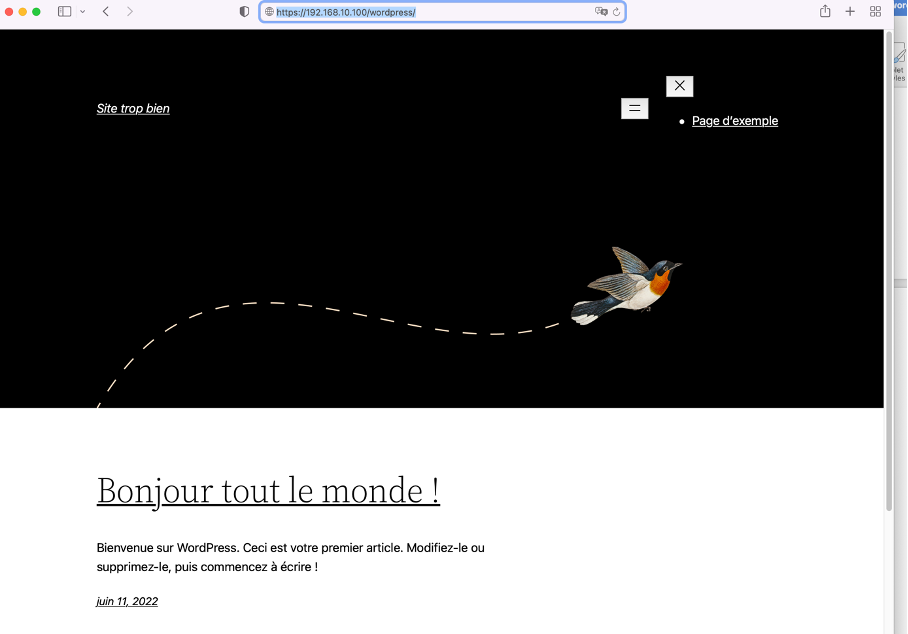 https://192.168.10.100/wordpress/
Site trop bien
Page d’exemple
Bonjour tout le monde !
Bienvenue sur WordPress. Ceci est votre premier article. Modifiez-le ou
supprimez-le, puis commencez à écrire !
juin 11, 2022